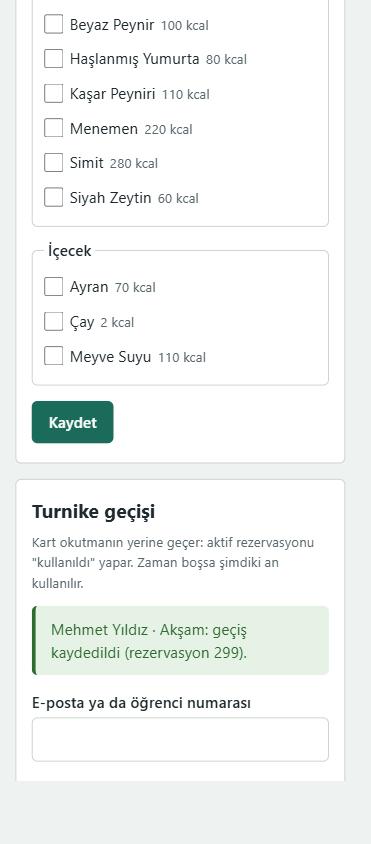 Beyaz Peynir 100 kcal
Haşlanmış Yumurta 80 kcal
Kaşar Peyniri 110 kcal
Menemen 220 kcal
Simit 280 kcal
Siyah Zeytin 60 kcal
İçecek
Ayran 70 kcal
Çay 2 kcal
Meyve Suyu 110 kcal
Kaydet
Turnike geçişi
Kart okutmanın yerine geçer: aktif rezervasyonu
"kullanıldı" yapar. Zaman boşsa şimdiki an
kullanılır.
Mehmet Yıldız · Akşam: geçiş
kaydedildi (rezervasyon 299).
E-posta ya da öğrenci numarası